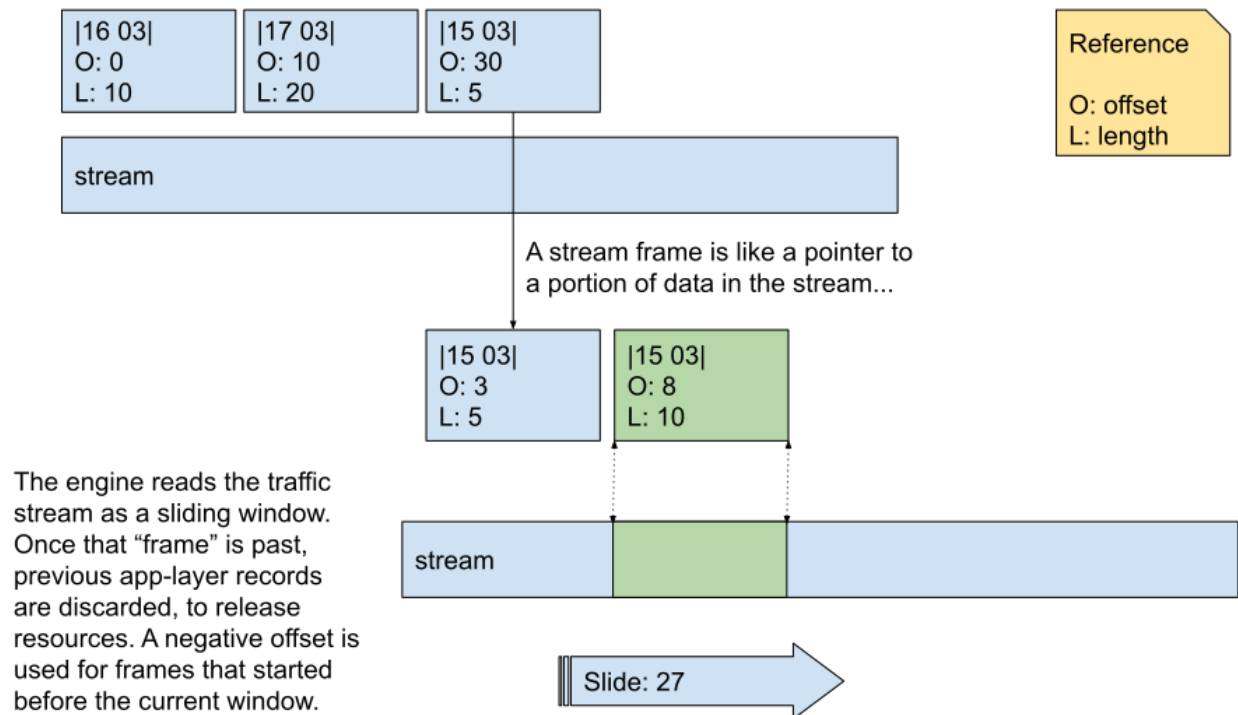 |16 03|
O: 0
L: 10
|17 03|
O: 10
L: 20
|15 03|
O: 30
L: 5
Reference
O: offset
L: length
stream
A stream frame is like a pointer to
a portion of data in the stream...
|15 03|
O: 3
L: 5
|15 03|
O: 8
L: 10
The engine reads the traffic
stream as a sliding window.
Once that “frame” is past,
previous app-layer records
are discarded, to release
resources. A negative offset is
used for frames that started
before the current window.
stream
Slide: 27